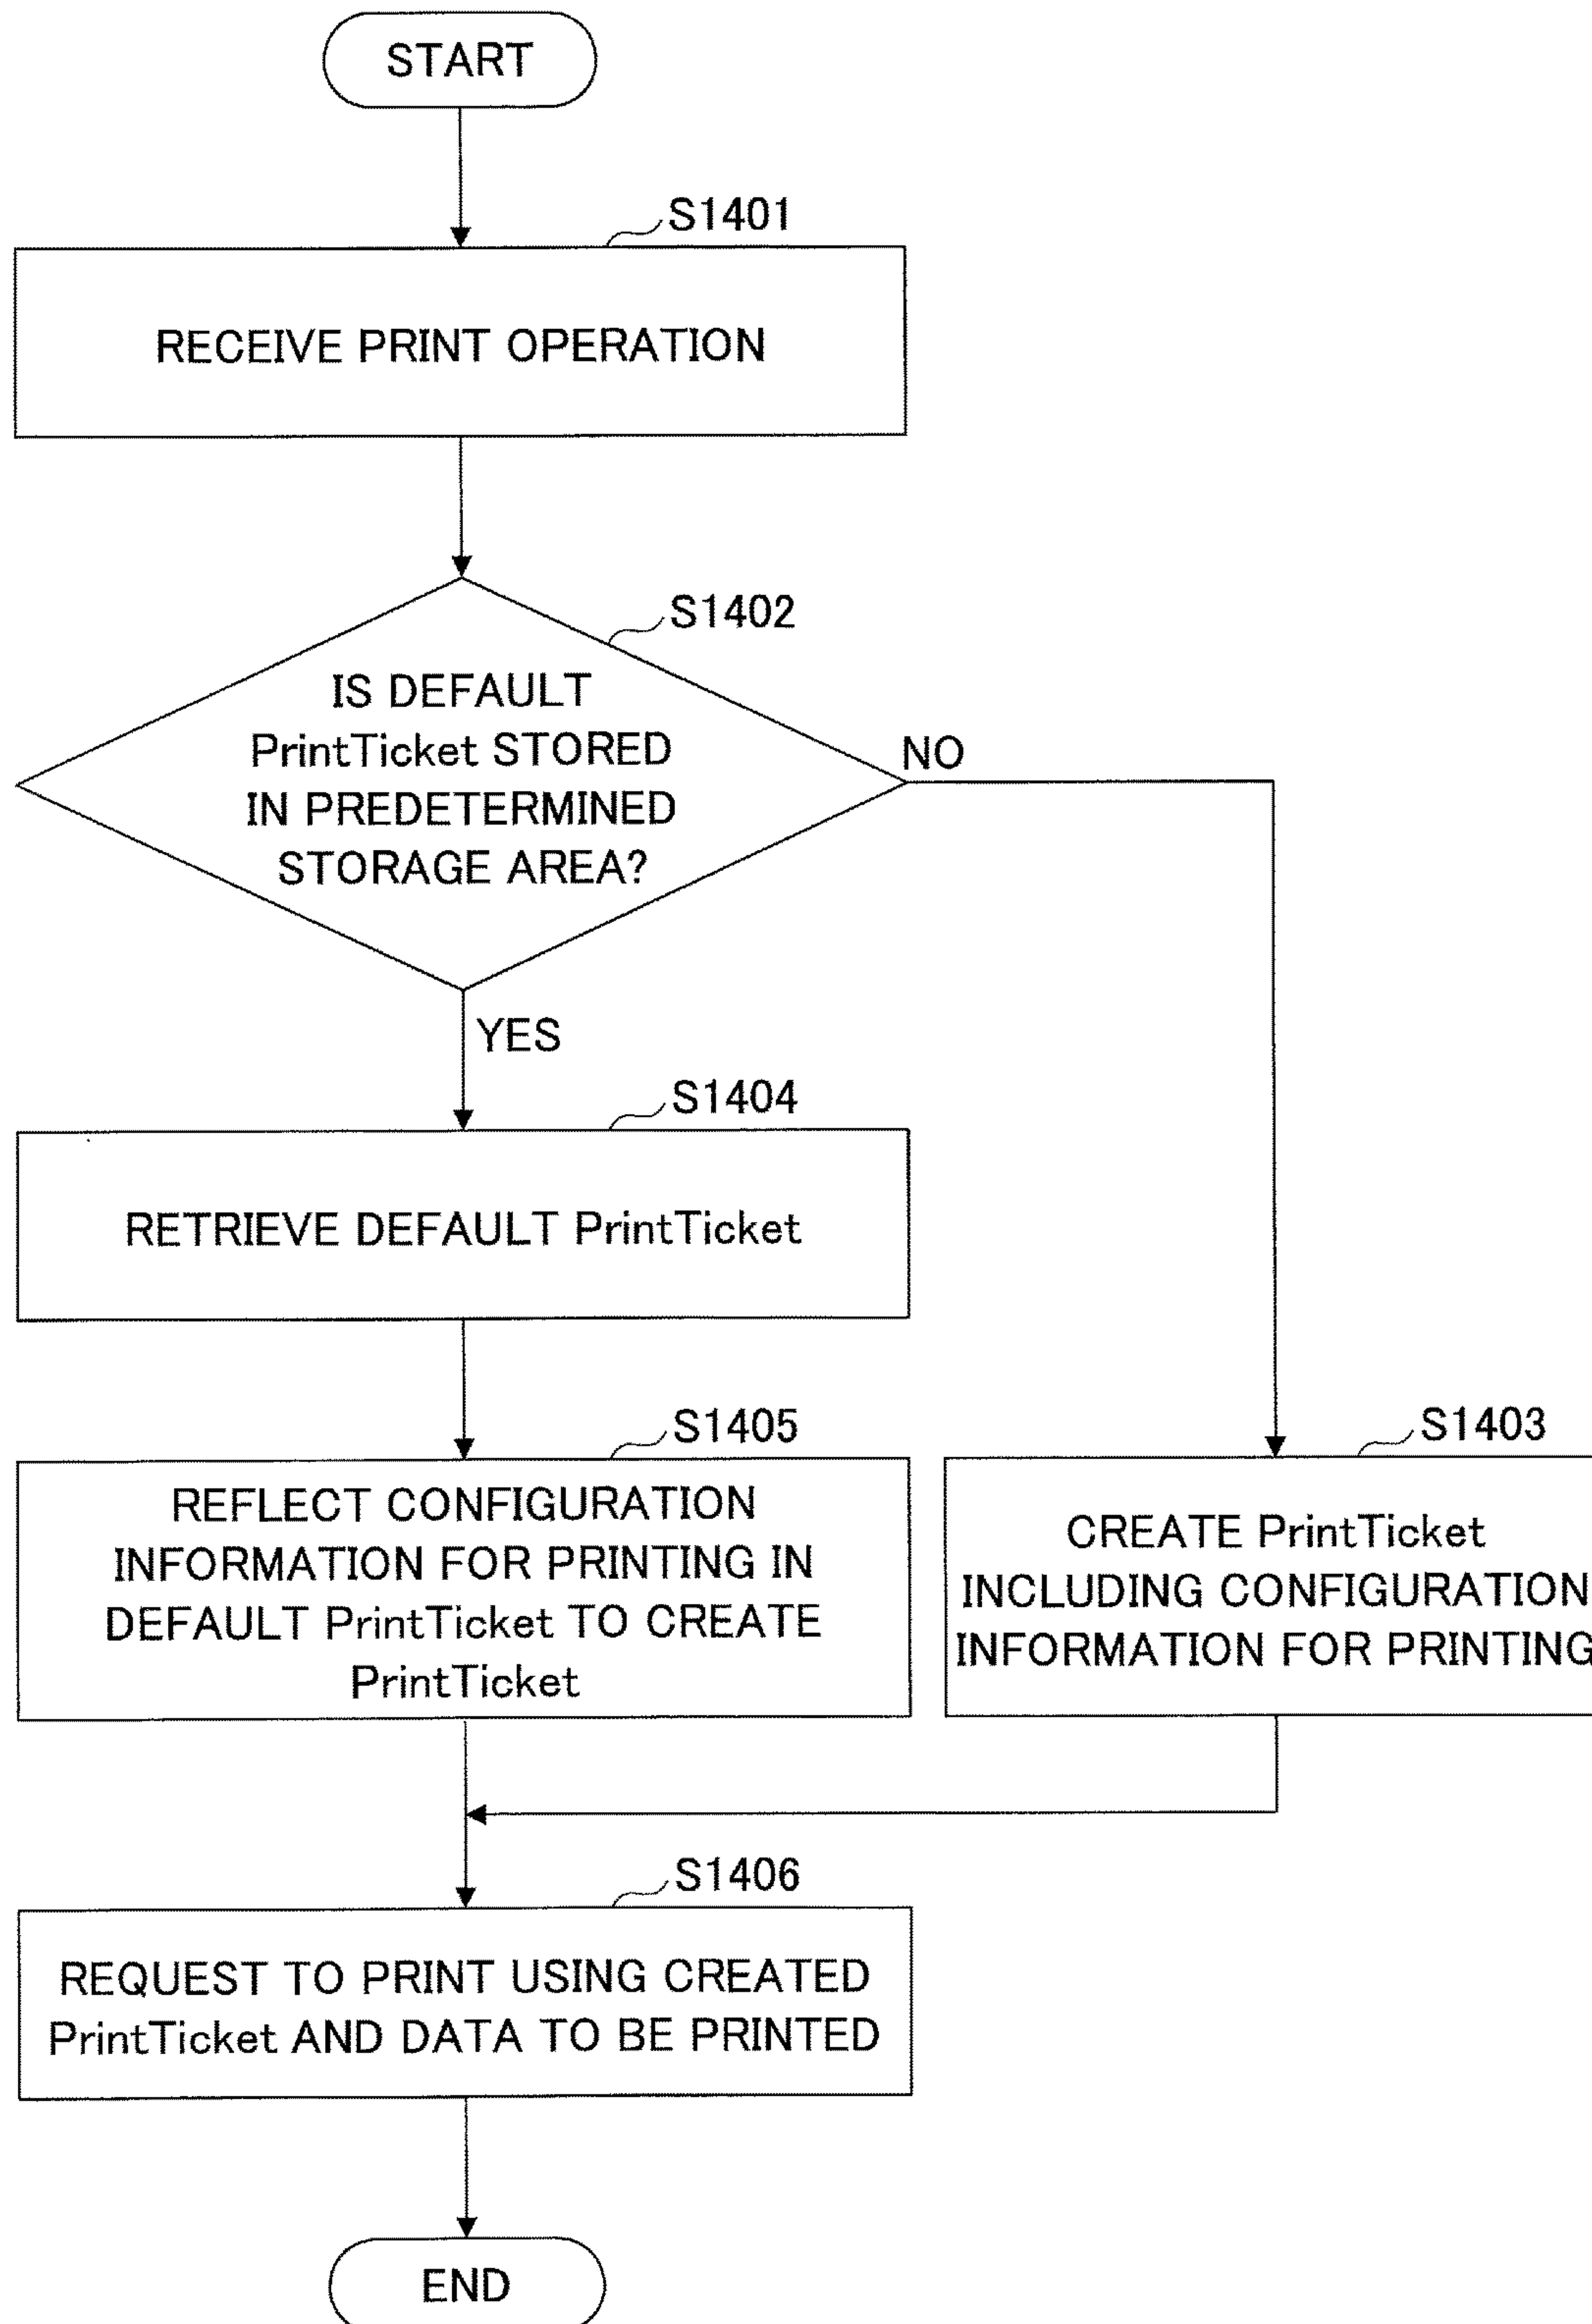 START
S1401
RECEIVE PRINT OPERATION
S1402
IS DEFAULT
PrintTicket STORED
IN PREDETERMINED
STORAGE AREA?
NO
YES
S1404
RETRIEVE DEFAULT PrintTicket
S1405
REFLECT CONFIGURATION
INFORMATION FOR PRINTING IN
DEFAULT PrintTicket TO CREATE
PrintTicket
S1403
CREATE PrintTicket
INCLUDING CONFIGURATION
INFORMATION FOR PRINTING
S1406
REQUEST TO PRINT USING CREATED
PrintTicket AND DATA TO BE PRINTED
END